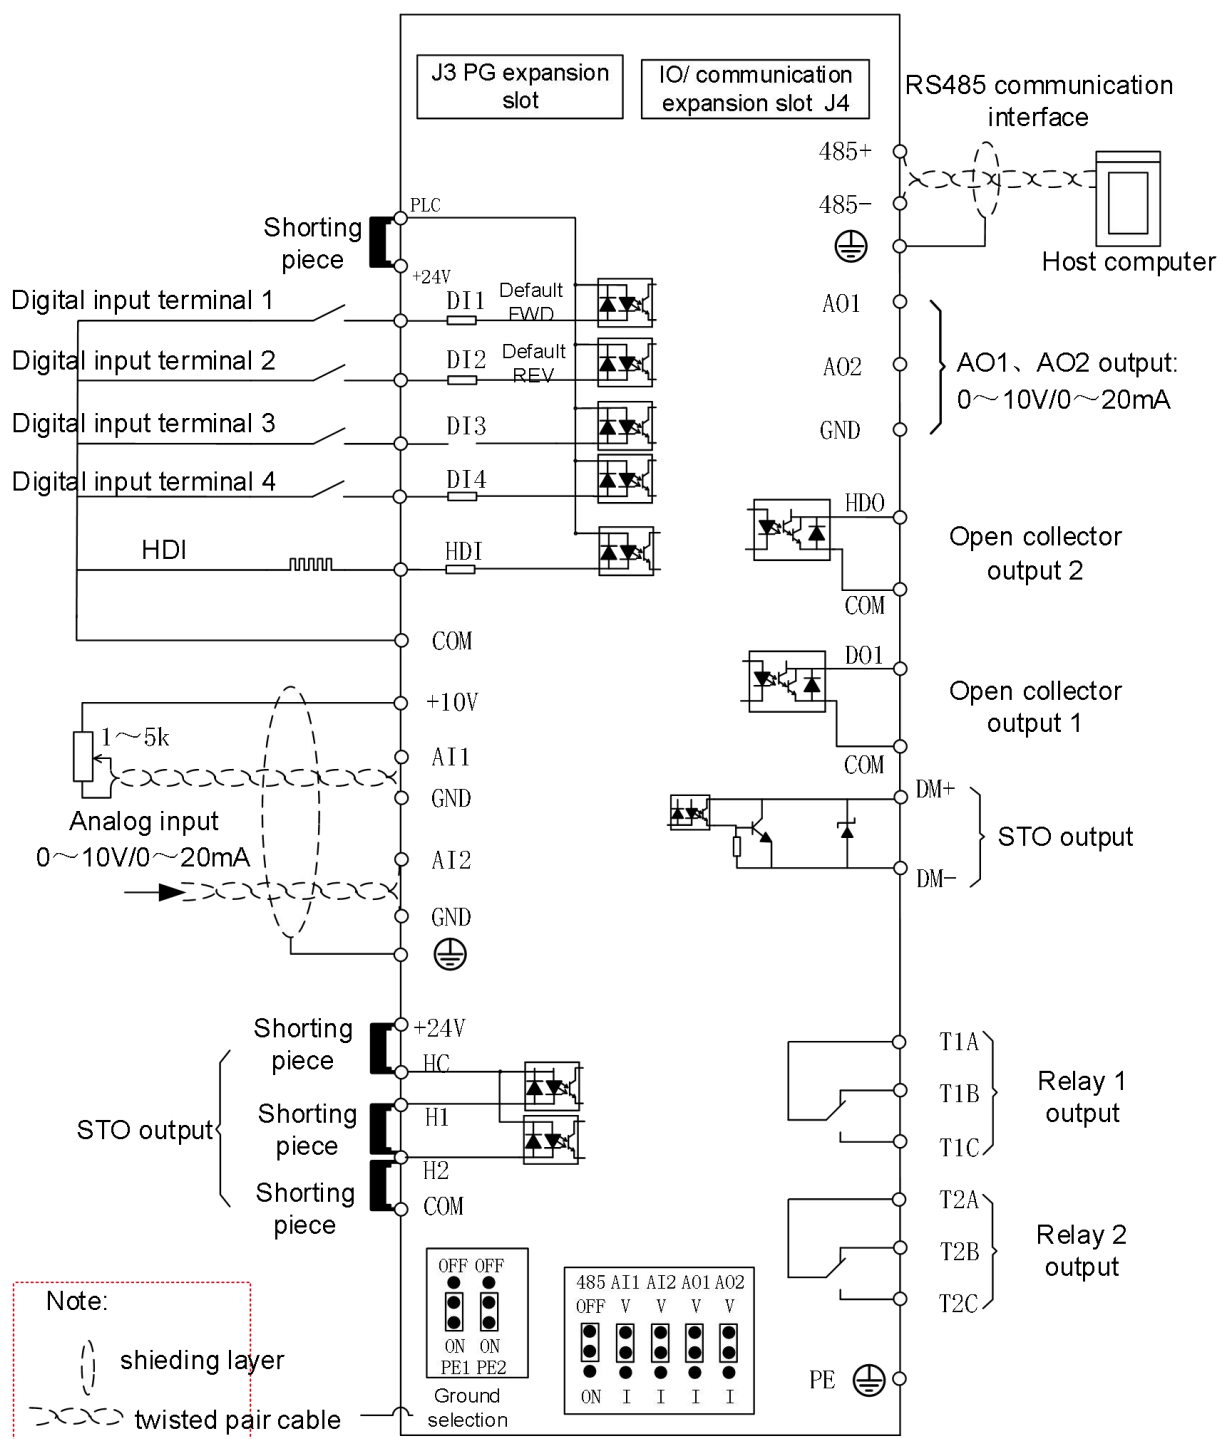 J3 PG expansion
slot
IO/ communication
expansion slot J4
RS485 communication
interface
485+
485-
Host computer
PLC
Shorting
piece
+24V
Digital input terminal 1
DI1
Default
FWD
Digital input terminal 2
DI2
Default
REV
Digital input terminal 3
DI3
Digital input terminal 4
DI4
HDI
HDI
COM
AO1
AO2
GND
AO1、AO2 output:
0～10V/0～20mA
HDO
COM
Open collector
output 2
DO1
COM
Open collector
output 1
+10V
1～5k
AI1
GND
Analog input
0～10V/0～20mA
AI2
GND
DM+
DM-
STO output
Shorting
piece
+24V
HC
STO output
Shorting
piece
H1
H2
Shorting
piece
COM
T1A
T1B
T1C
Relay 1
output
T2A
T2B
T2C
Relay 2
output
PE
OFF OFF
ON ON
PE1 PE2
Ground
selection
485 AI1 AI2 AO1 AO2
OFF V V V V
ON I I I I
Note:
shieding layer
twisted pair cable